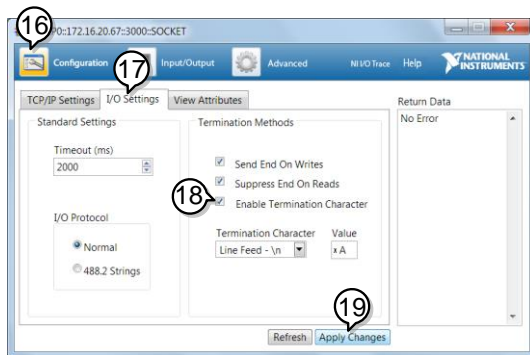 16
P0::172.16.20.67::3000::SOCKET
Configuration
17
Input/Output
Advanced
NI I/O Trace
Help
NATIONAL INSTRUMENTS
TCP/IP Settings
I/O Settings
View Attributes
Return Data
Standard Settings
Termination Methods
No Error
Timeout (ms)
2000
Send End On Writes
Suppress End On Reads
18
Enable Termination Character
I/O Protocol
Normal
488.2 Strings
Termination Character
Value
Line Feed - \n
x A
19
Refresh
Apply Changes